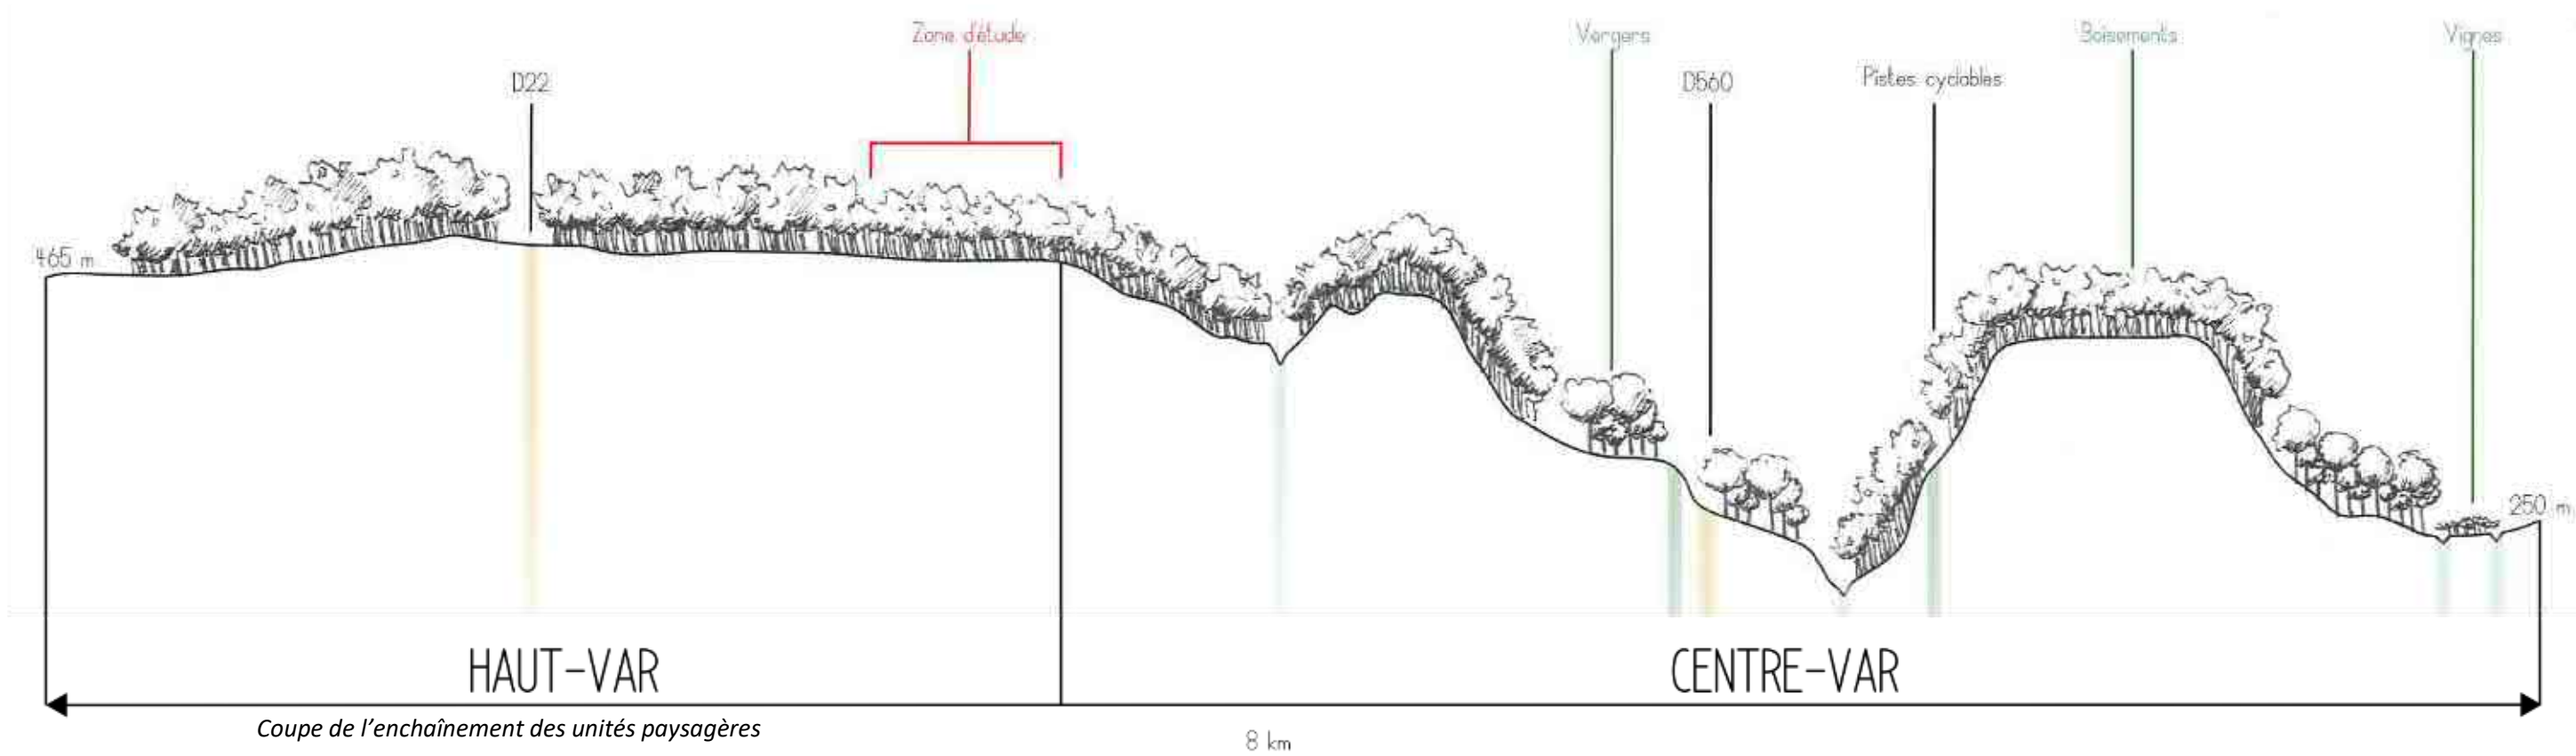 Zone d'étude
Vergers
Boisements
Vignes
D22
D560
Pistes cyclables
465 m
250 m
HAUT-VAR
CENTRE-VAR
Coupe de l'enchaînement des unités paysagères
8 km